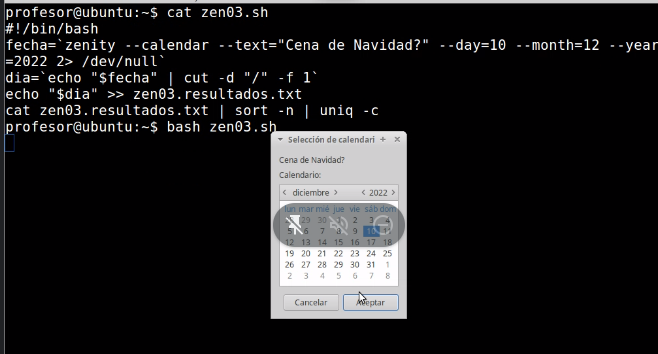 profesor@ubuntu:~$ cat zen03.sh
#!/bin/bash
fecha=`zenity --calendar --text="Cena de Navidad?" --day=10 --month=12 --year
=2022 2> /dev/null`
dia=`echo "$fecha" | cut -d "/" -f 1`
echo "$dia" >> zen03.resultados.txt
cat zen03.resultados.txt | sort -n | uniq -c
profesor@ubuntu:~$ bash zen03.sh
Selección de calendari
Cena de Navidad?
Calendario:
diciembre 2022
lun mar mié jue vie sáb dom
29 30 1 2 3 4
5 6 7 8 9 10 11
12 13 14 15 16 17 18
19 20 21 22 23 24 25
26 27 28 29 30 31 1
2 3 4 5 6 7 8
Cancelar Aceptar